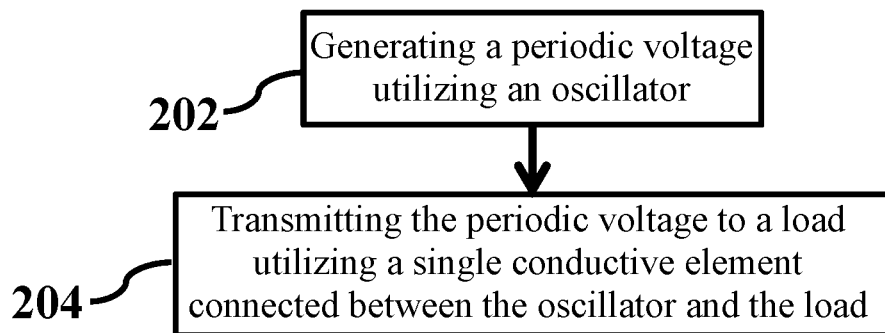 Generating a periodic voltage
utilizing an oscillator
202
Transmitting the periodic voltage to a load
utilizing a single conductive element
connected between the oscillator and the load
204